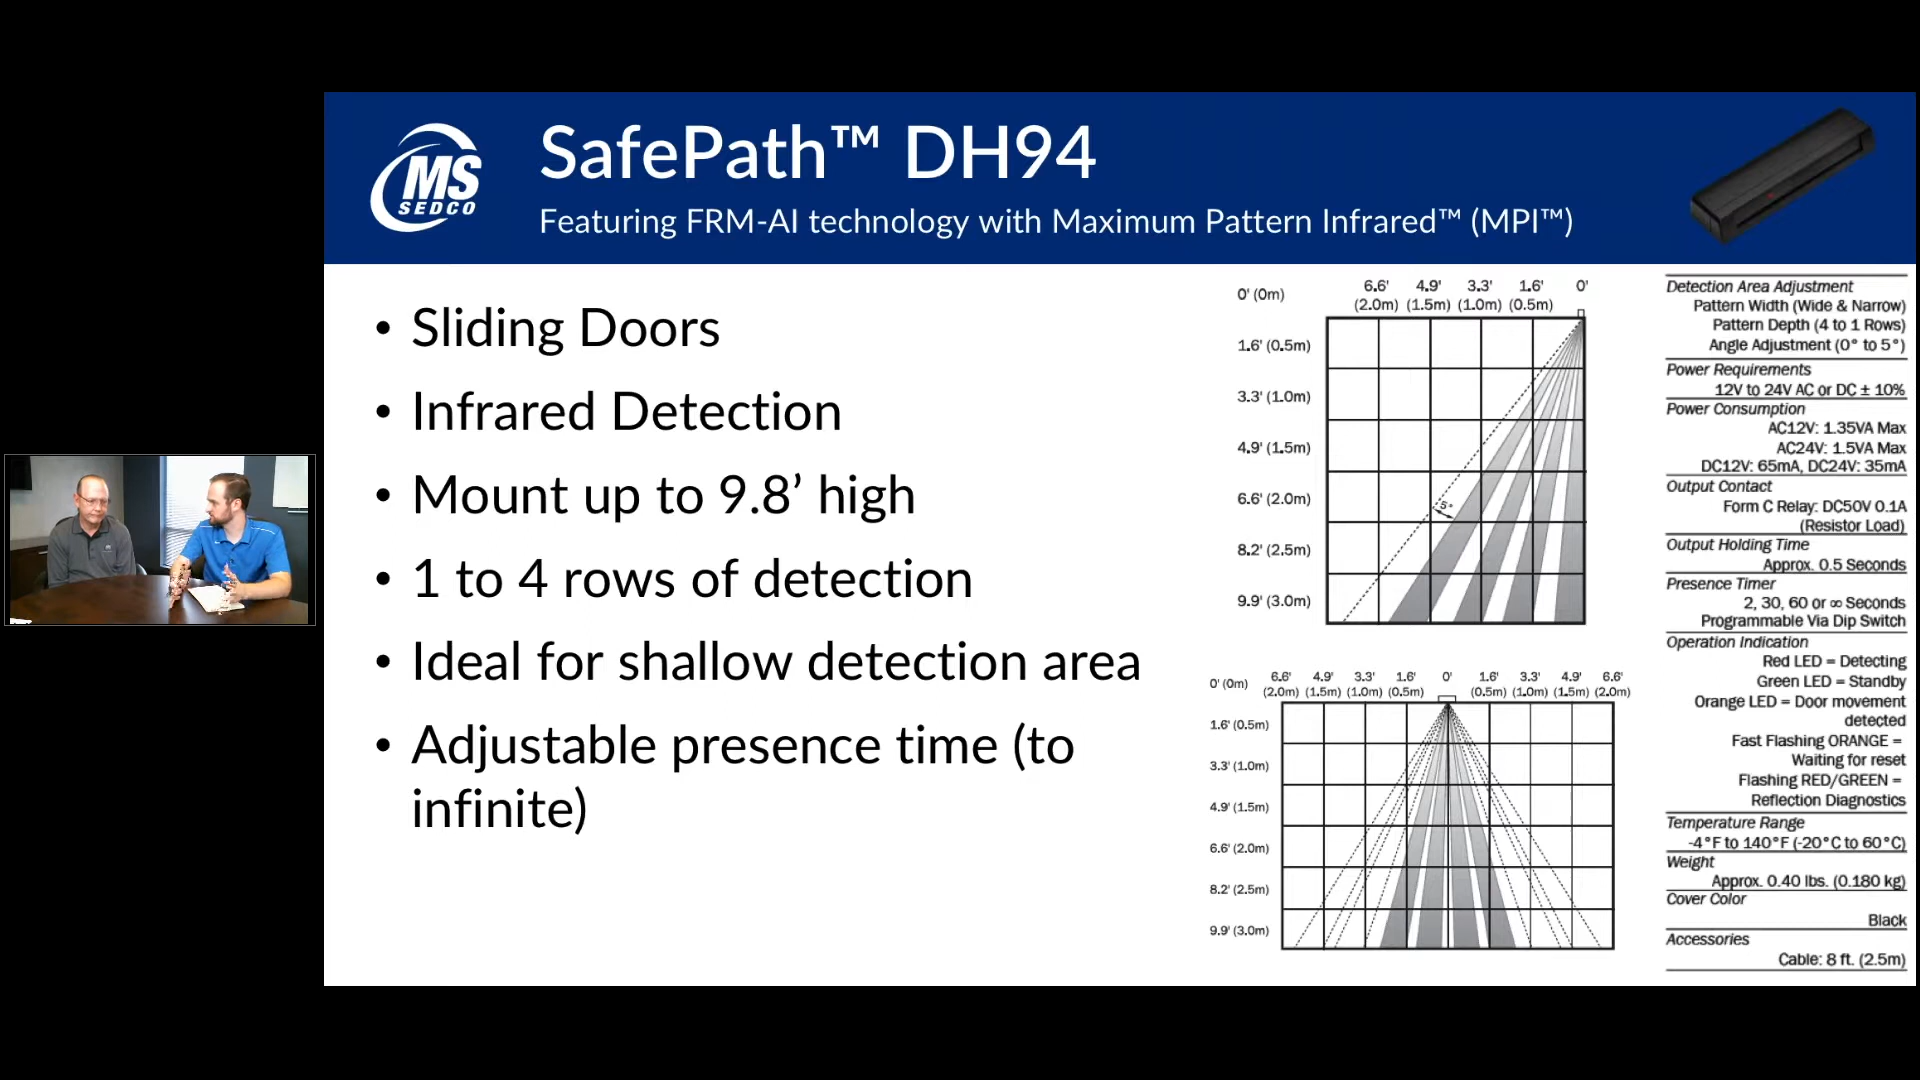 MS
SEDCO
SafePath™ DH94
Featuring FRM-AI technology with Maximum Pattern Infrared™ (MPI™)
• Sliding Doors
• Infrared Detection
• Mount up to 9.8’ high
• 1 to 4 rows of detection
• Ideal for shallow detection area
• Adjustable presence time (to
infinite)
6.6' 4.9' 3.3' 1.6' 0'
0' (0m) (2.0m) (1.5m) (1.0m) (0.5m)
1.6' (0.5m)
3.3' (1.0m)
4.9' (1.5m)
6.6' (2.0m)
5°
8.2' (2.5m)
9.9' (3.0m)
6.6' 4.9' 3.3' 1.6' 0' 1.6' 3.3' 4.9' 6.6'
0' (0m) (2.0m) (1.5m) (1.0m) (0.5m) (0.5m) (1.0m) (1.5m) (2.0m)
1.6' (0.5m)
3.3' (1.0m)
4.9' (1.5m)
6.6' (2.0m)
8.2' (2.5m)
9.9' (3.0m)
Detection Area Adjustment
Pattern Width (Wide & Narrow)
Pattern Depth (4 to 1 Rows)
Angle Adjustment (0° to 5°)
Power Requirements
12V to 24V AC or DC ± 10%
Power Consumption
AC12V: 1.35VA Max
AC24V: 1.5VA Max
DC12V: 65mA, DC24V: 35mA
Output Contact
Form C Relay: DC50V 0.1A
(Resistor Load)
Output Holding Time
Approx. 0.5 Seconds
Presence Timer
2, 30, 60 or ∞ Seconds
Programmable Via Dip Switch
Operation Indication
Red LED = Detecting
Green LED = Standby
Orange LED = Door movement
detected
Fast Flashing ORANGE =
Waiting for reset
Flashing RED/GREEN =
Reflection Diagnostics
Temperature Range
-4°F to 140°F (-20°C to 60°C)
Weight
Approx. 0.40 lbs. (0.180 kg)
Cover Color
Black
Accessories
Cable: 8 ft. (2.5m)